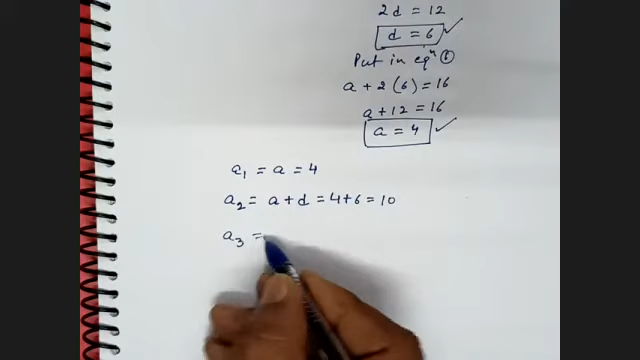 2d = 12
d = 6 ✓
Put in eqⁿ ①
a + 2 (6) = 16
a + 12 = 16
a = 4 ✓
a₁ = a = 4
a₂ = a + d = 4 + 6 = 10
a₃ =